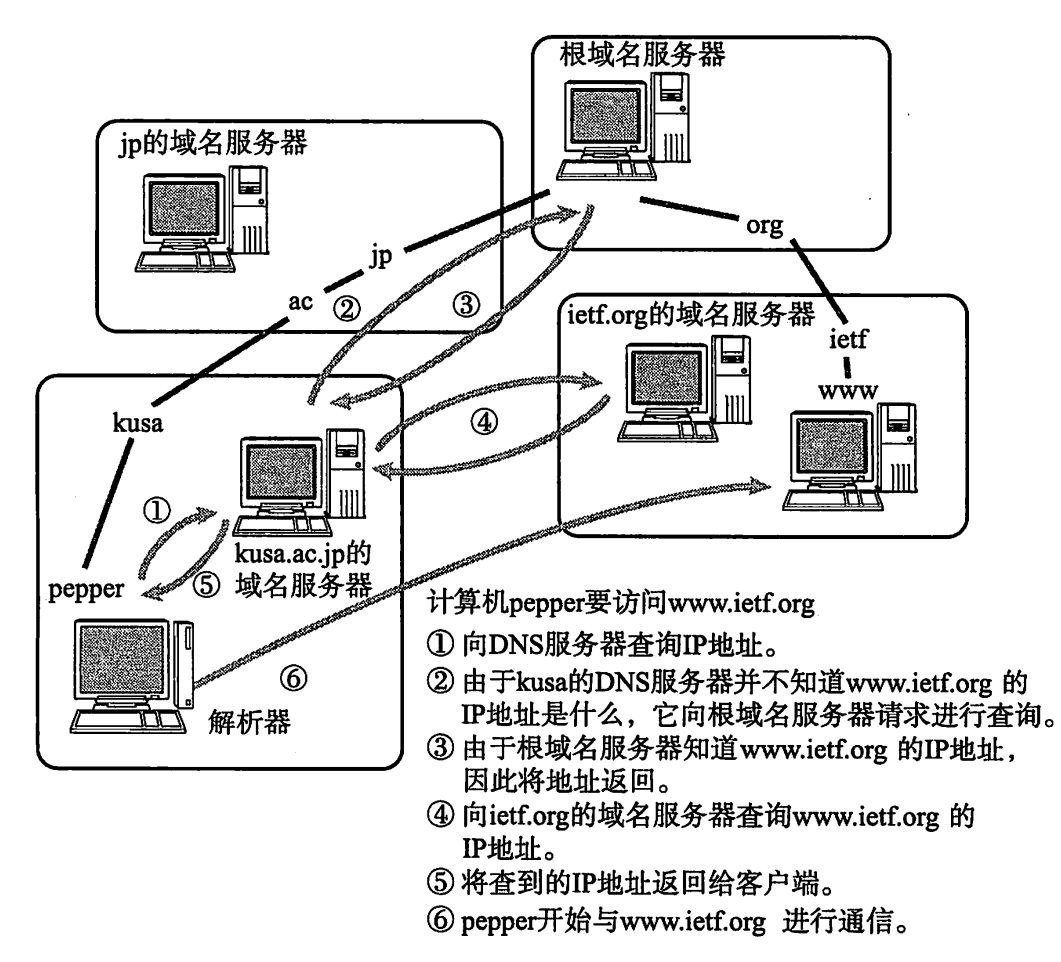 根域名服务器
jp的域名服务器
org
jp
ac
②
③
ietf.org的域名服务器
ietf
www
kusa
④
①
kusa.ac.jp的
域名服务器
pepper
⑤
⑥
解析器
计算机pepper要访问www.ietf.org
① 向DNS服务器查询IP地址。
② 由于kusa的DNS服务器并不知道www.ietf.org 的
IP地址是什么，它向根域名服务器请求进行查询。
③ 由于根域名服务器知道www.ietf.org 的IP地址，
因此将地址返回。
④ 向ietf.org的域名服务器查询www.ietf.org 的
IP地址。
⑤ 将查到的IP地址返回给客户端。
⑥ pepper开始与www.ietf.org 进行通信。